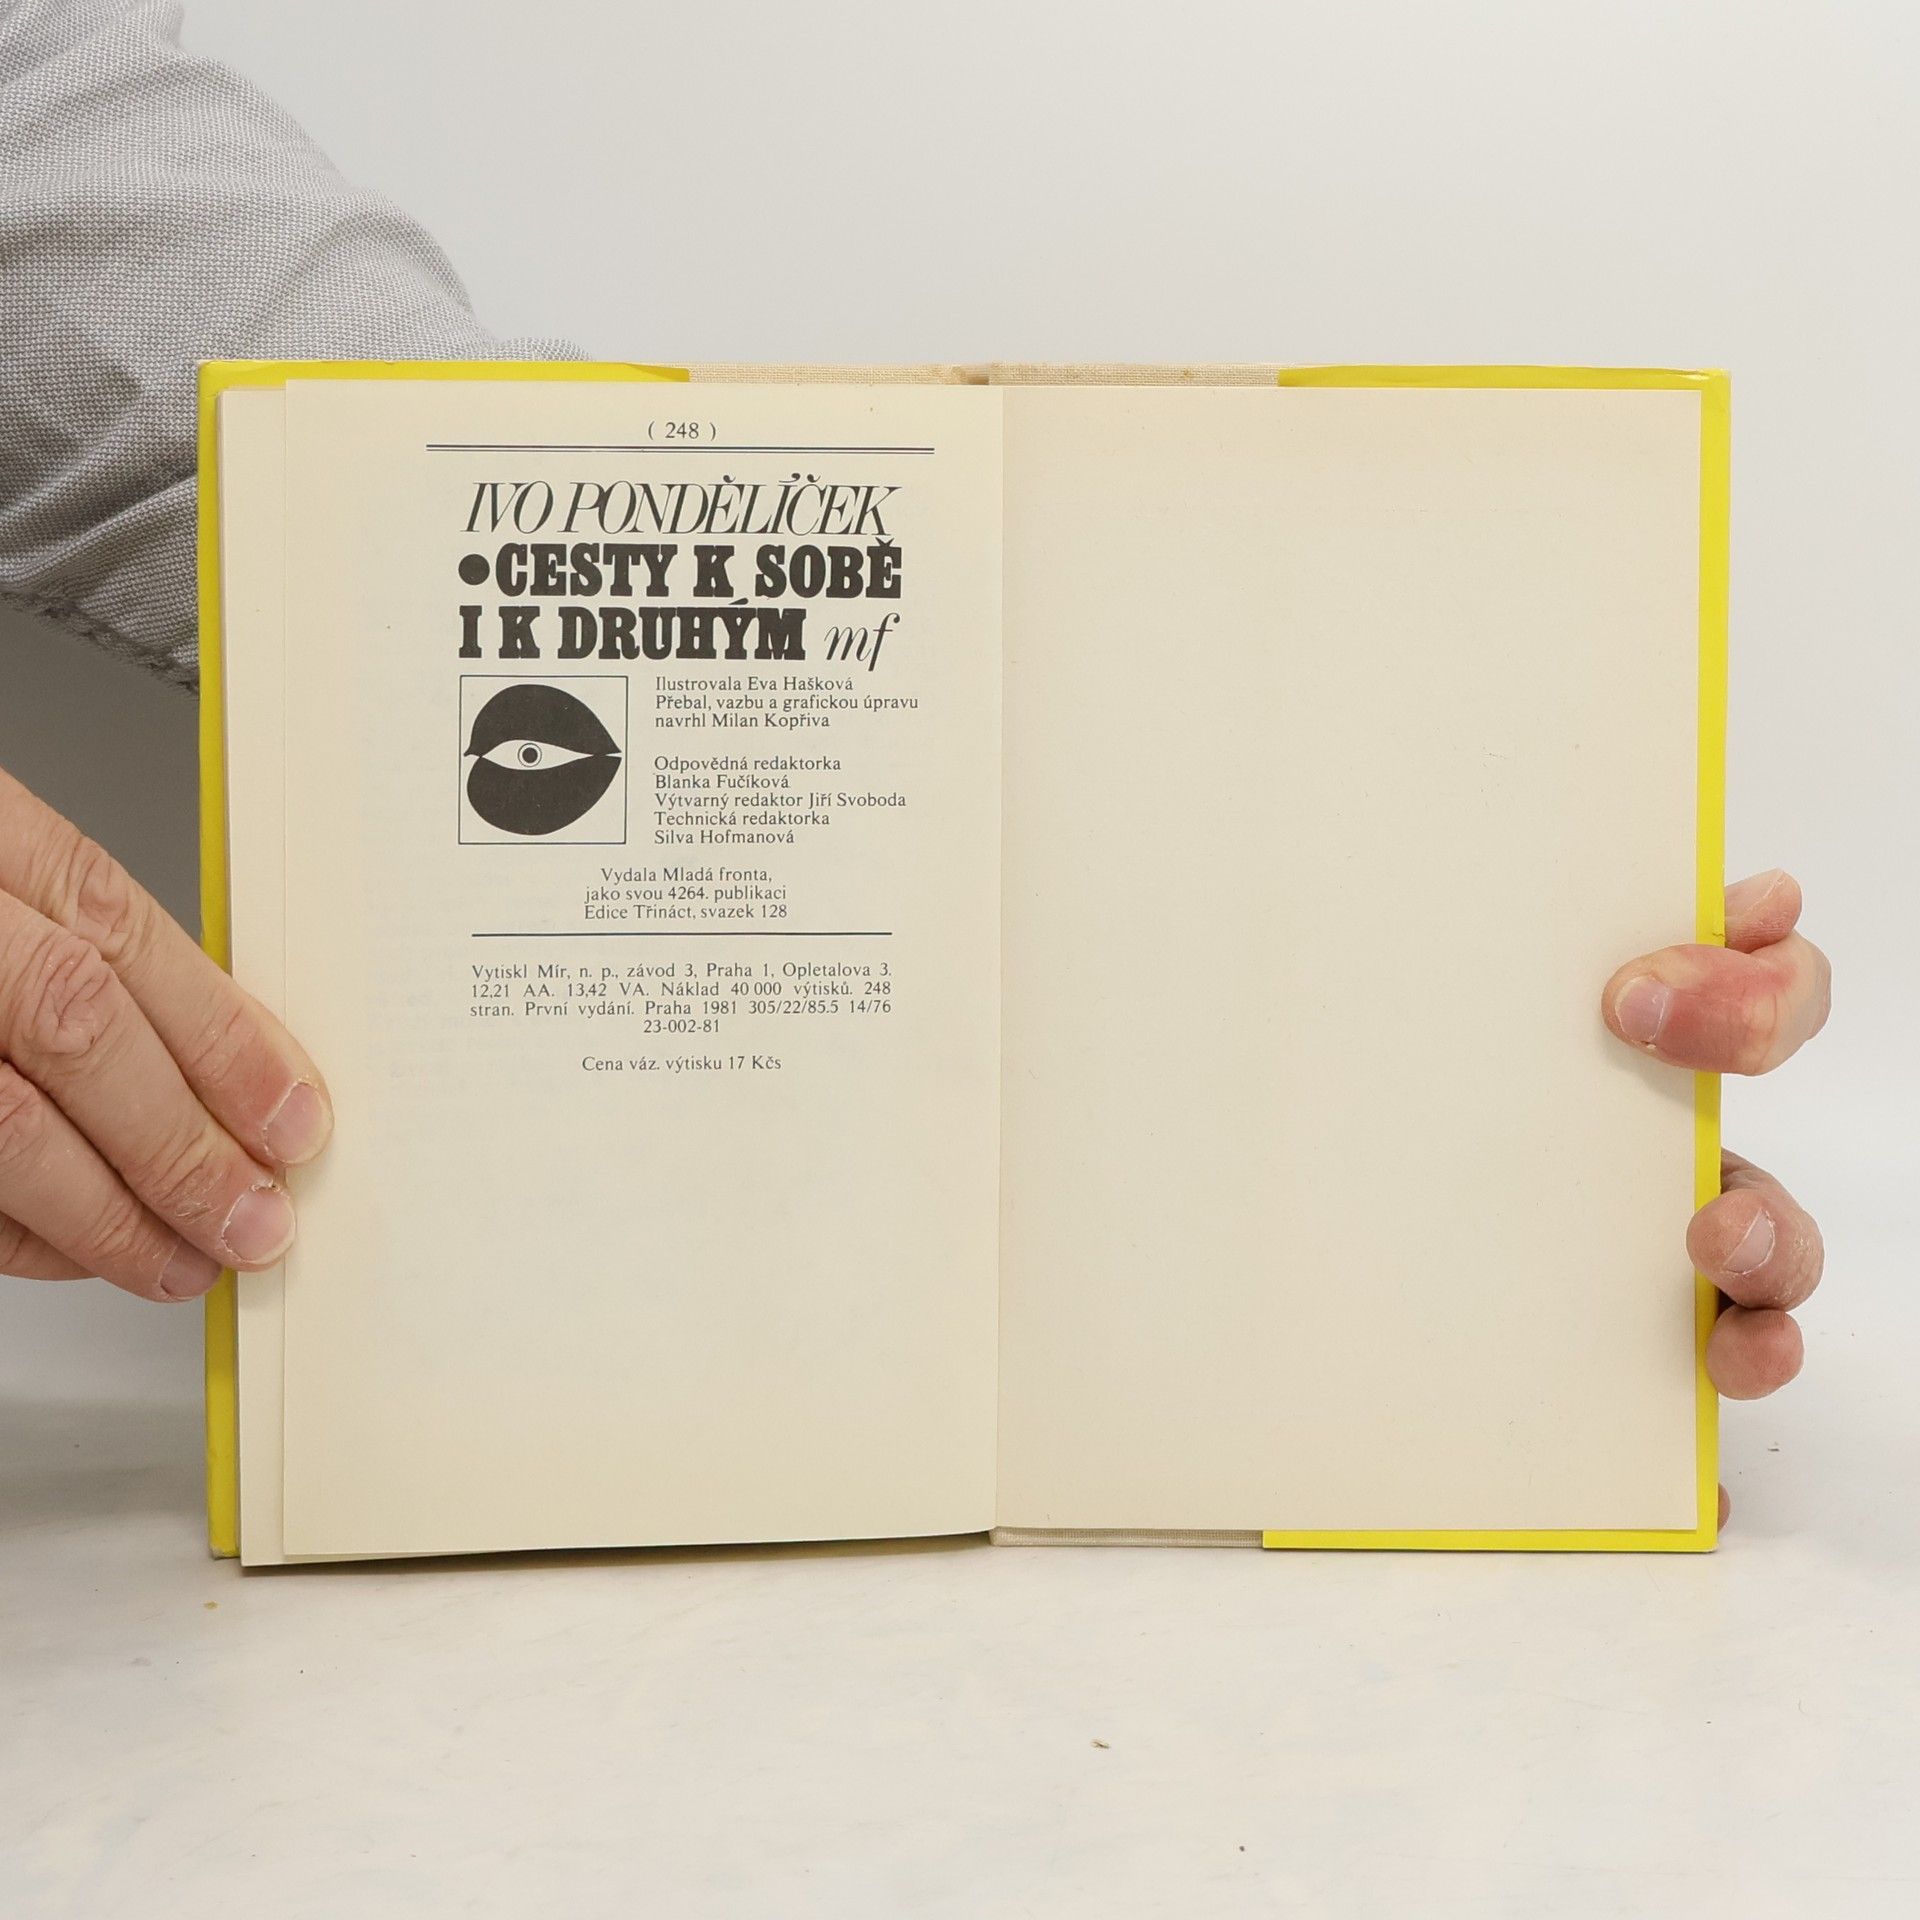 ( 248 )
IVO PONDĚLÍČEK
•CESTY K SOBĚ
I K DRUHÝM mf
Ilustrovala Eva Hašková
Přebal, vazbu a grafickou úpravu
navrhl Milan Kopřiva
Odpovědná redaktorka
Blanka Fučíková
Výtvarný redaktor Jiří Svoboda
Technická redaktorka
Silva Hofmanová
Vydala Mladá fronta,
jako svou 4264. publikaci
Edice Třináct, svazek 128
Vytiskl Mír, n. p., závod 3, Praha 1, Opletalova 3.
12,21 AA. 13,42 VA. Náklad 40 000 výtisků. 248
stran. První vydání. Praha 1981 305/22/85.5 14/76
23-002-81
Cena váz. výtisku 17 Kčs